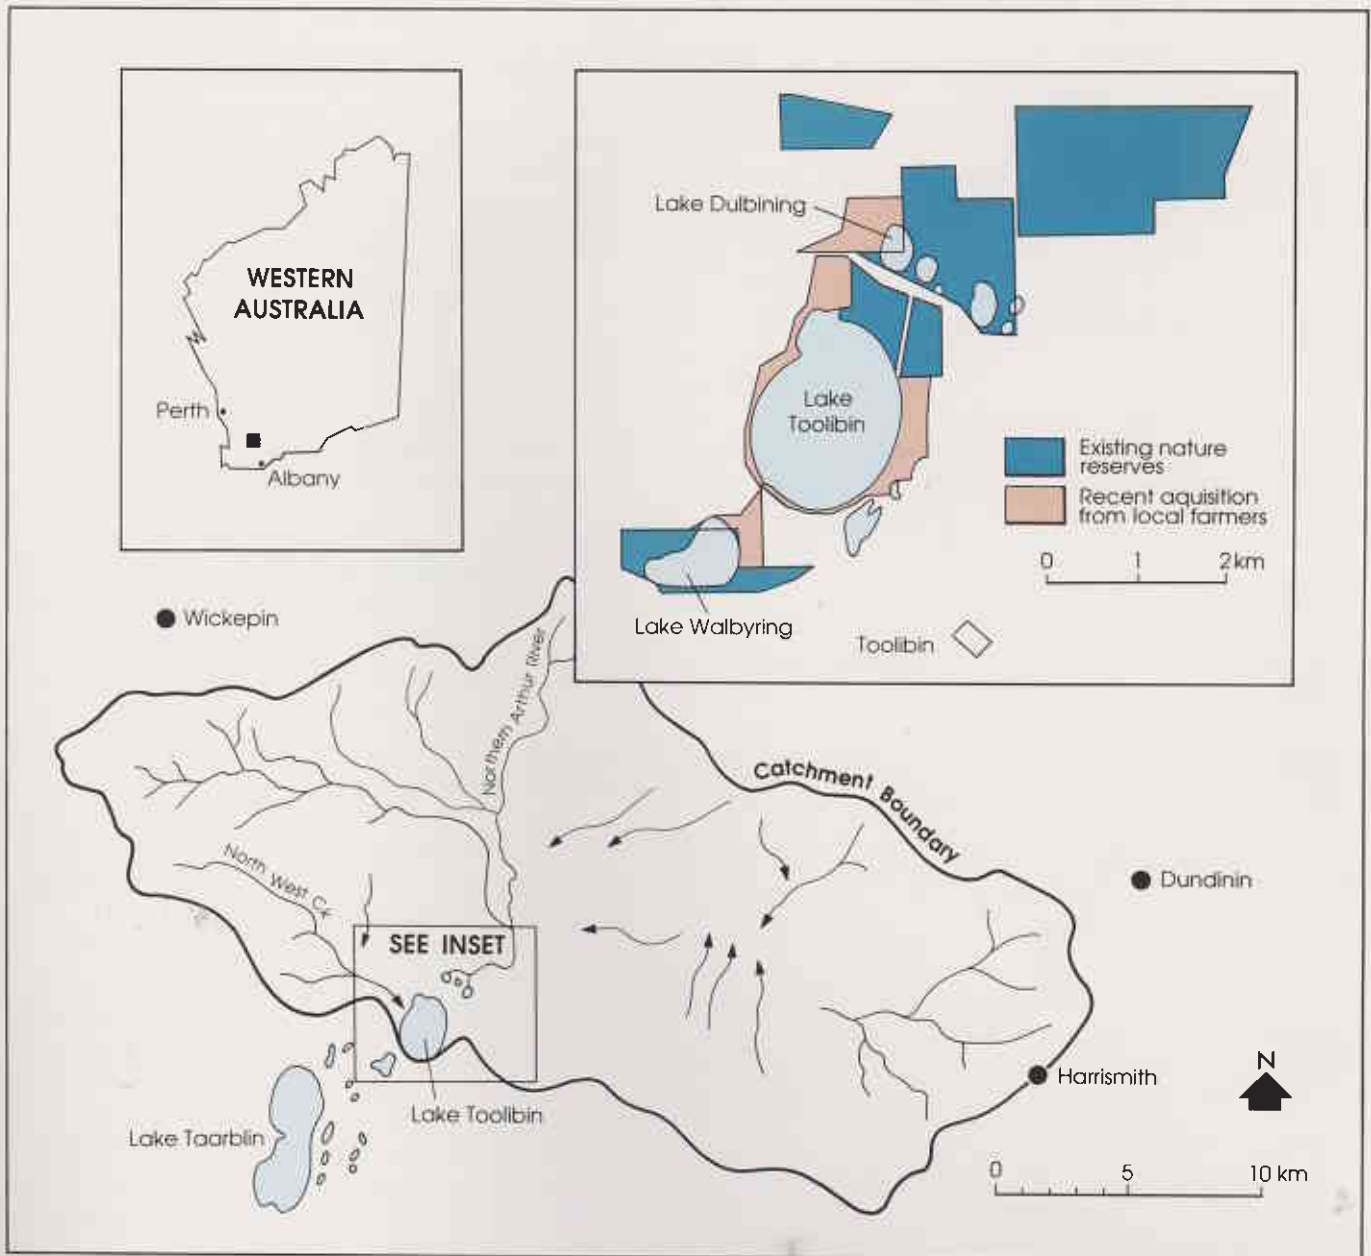 WESTERN
AUSTRALIA
Perth
Albany
Lake Dulbining
Lake
Toolibin
Existing nature
reserves
Recent aquisition
from local farmers
0 1 2 km
Lake Walbyring
Toolibin
Wickepin
Northern Arthur River
Catchment Boundary
North West Ck
Dundinin
SEE INSET
Harrismith
N
Lake Toolibin
Lake Taarblin
0 5 10 km